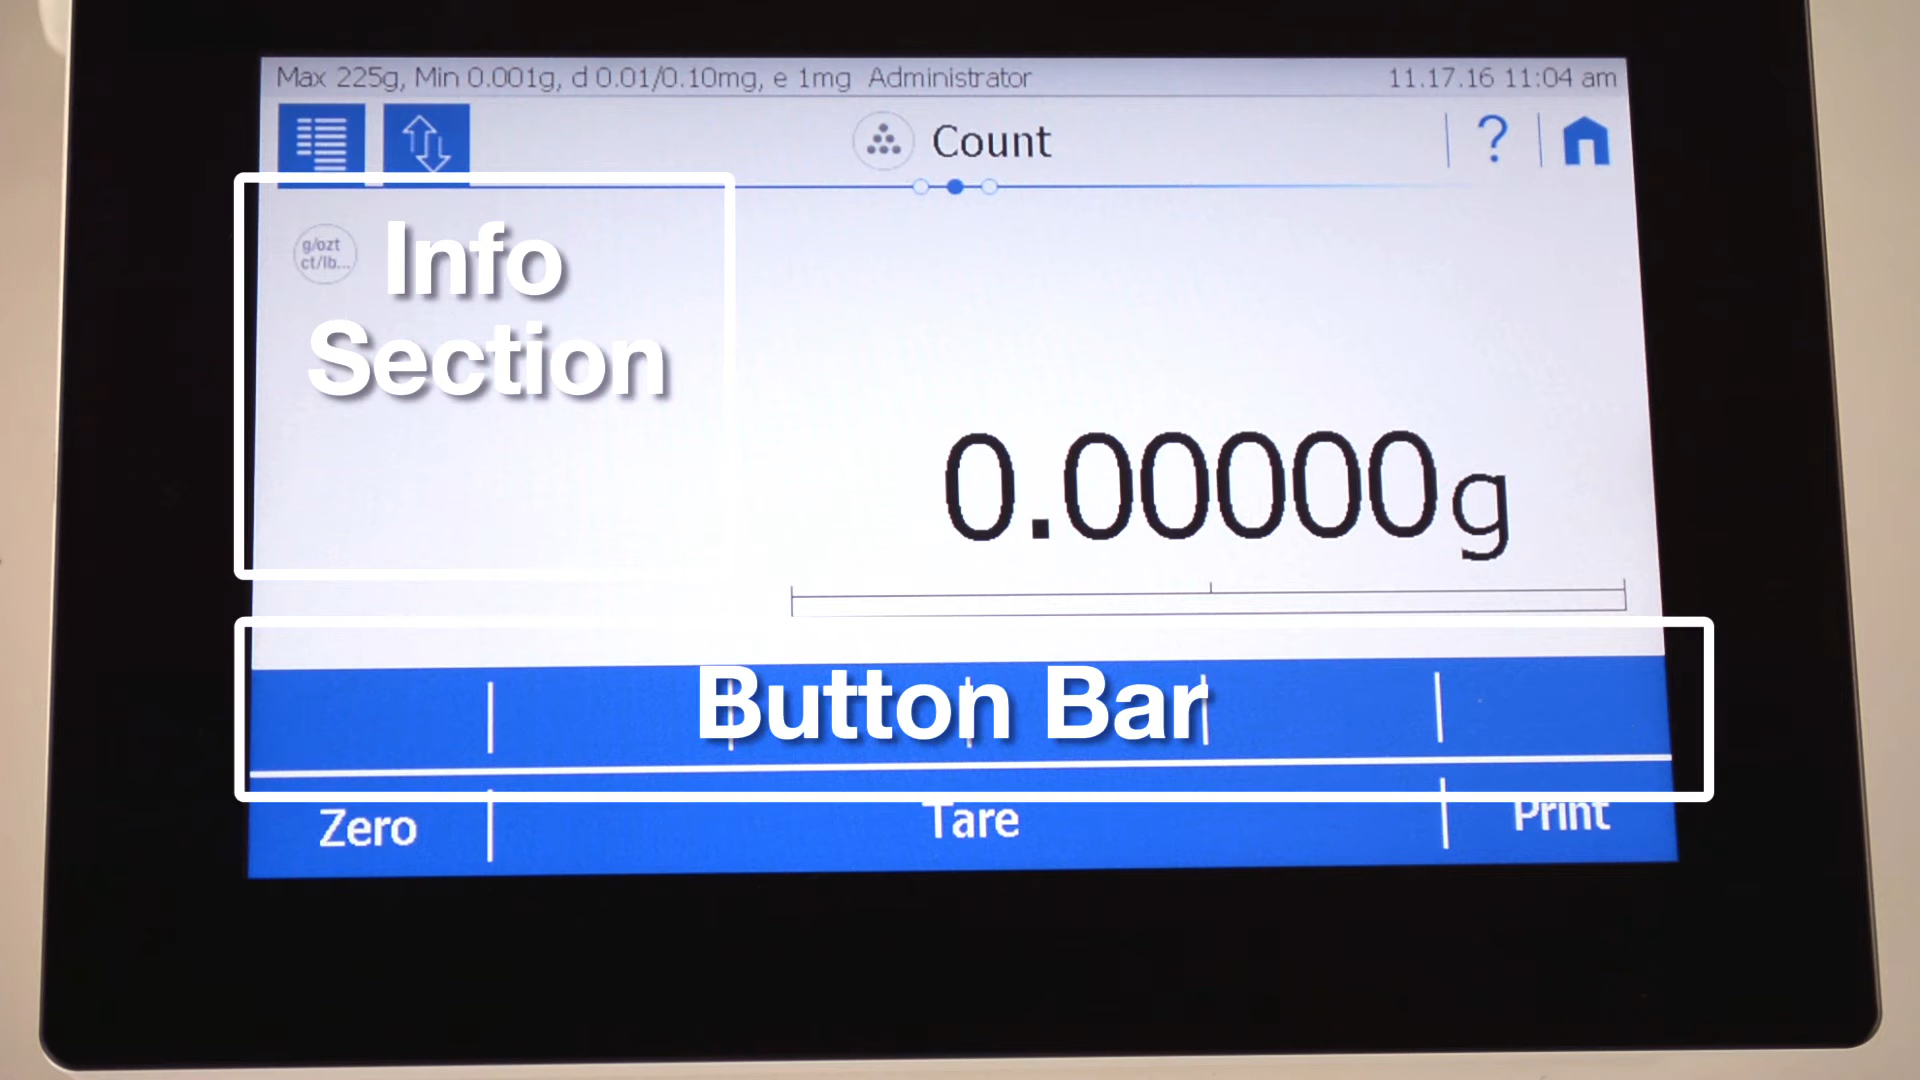 Max 225g, Min 0.001g, d 0.01/0.10mg, e 1mg Administrator 11.17.16 11:04 am
Count ?
g/ozt
ct/lb...
Info
Section
0.00000g
Button Bar
Zero Tare Print